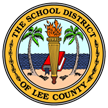 THE SCHOOL DISTRICT
OF LEE COUNTY